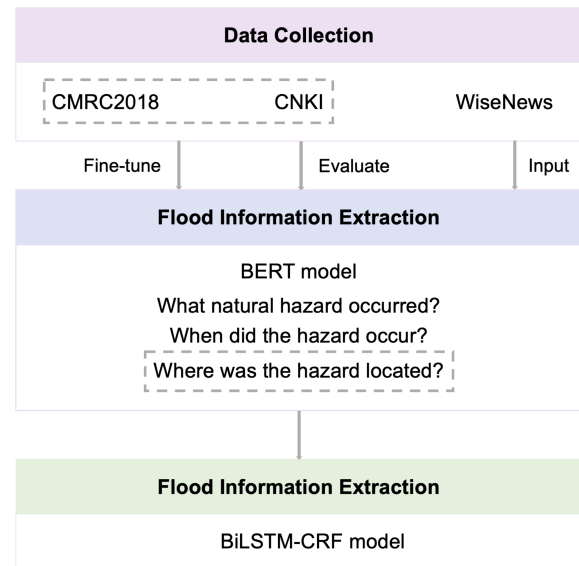 Data Collection
CMRC2018 CNKI WiseNews
Fine-tune Evaluate Input
Flood Information Extraction
BERT model
What natural hazard occurred?
When did the hazard occur?
Where was the hazard located?
Flood Information Extraction
BiLSTM-CRF model